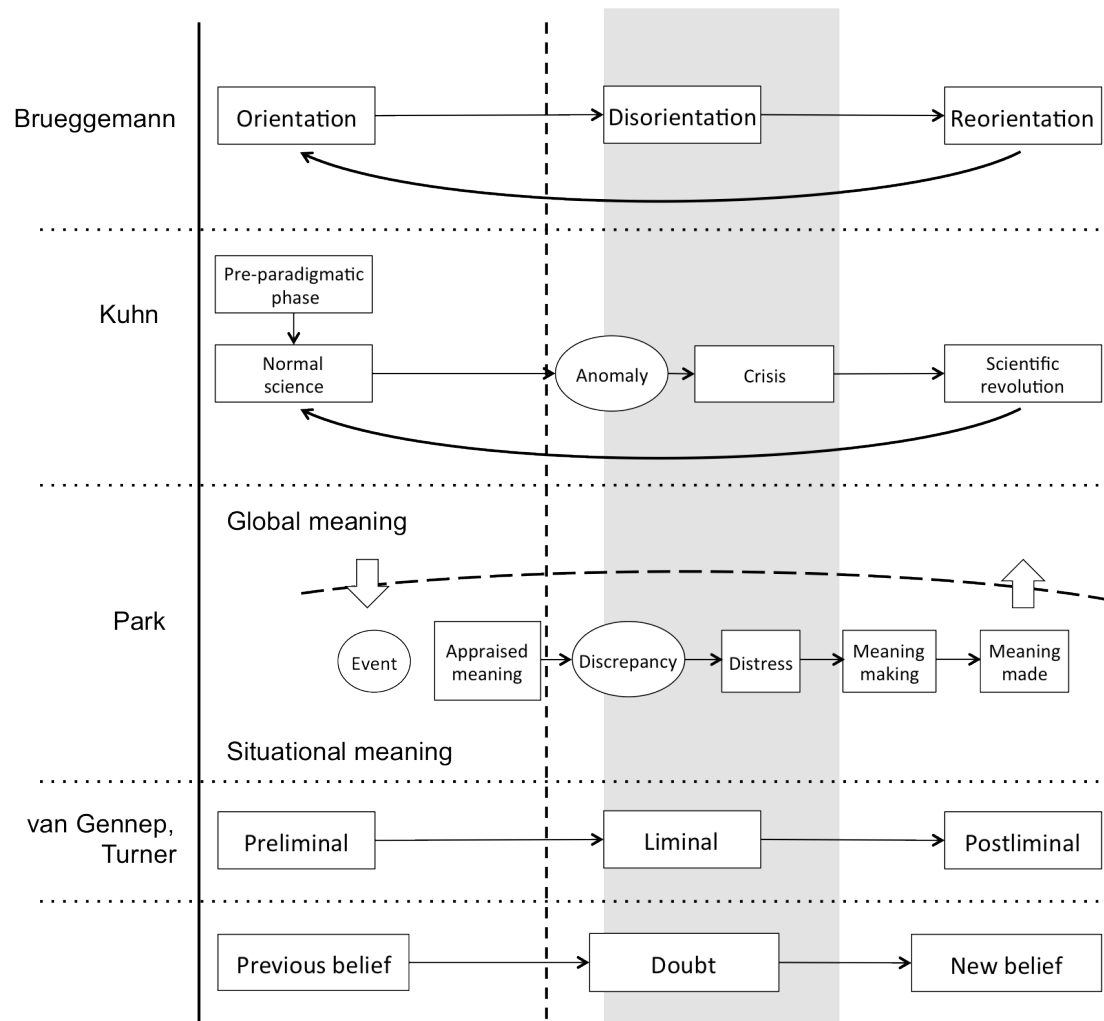 Brueggemann
Orientation
Disorientation
Reorientation
Kuhn
Pre-paradigmatic
phase
Normal
science
Anomaly
Crisis
Scientific
revolution
Park
Global meaning
Event
Appraised
meaning
Discrepancy
Distress
Meaning
making
Meaning
made
Situational meaning
van Gennep,
Turner
Preliminal
Liminal
Postliminal
Previous belief
Doubt
New belief